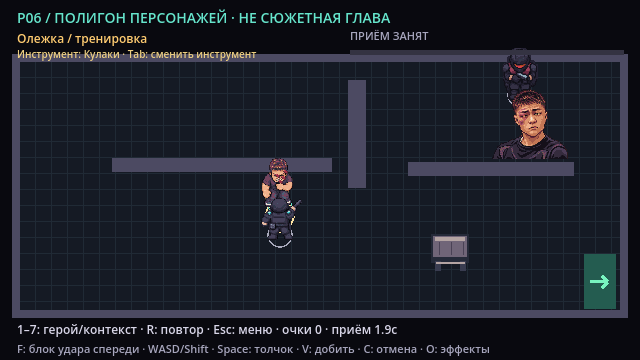 P06 / ПОЛИГОН ПЕРСОНАЖЕЙ · НЕ СЮЖЕТНАЯ ГЛАВА
Олежка / тренировка
ПРИЁМ ЗАНЯТ
Инструмент: Кулаки · Tab: сменить инструмент
1–7: герой/контекст · R: повтор · Esc: меню · очки 0 · приём 1.9с
F: блок удара спереди · WASD/Shift · Space: толчок · V: добить · C: отмена · O: эффекты